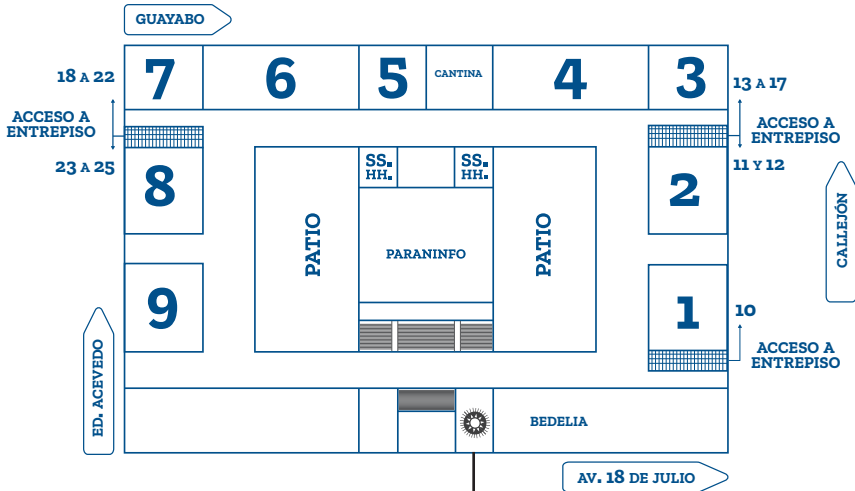 GUAYABO
7
6
5
CANTINA
4
3
18 A 22
13 A 17
ACCESO A
ENTREPISO
ACCESO A
ENTREPISO
23 A 25
11 Y 12
8
SS.
HH.
SS.
HH.
2
PATIO
PARANINFO
PATIO
CALLEJÓN
9
1
10
ACCESO A
ENTREPISO
ED. ACEVEDO
BEDELIA
AV. 18 DE JULIO